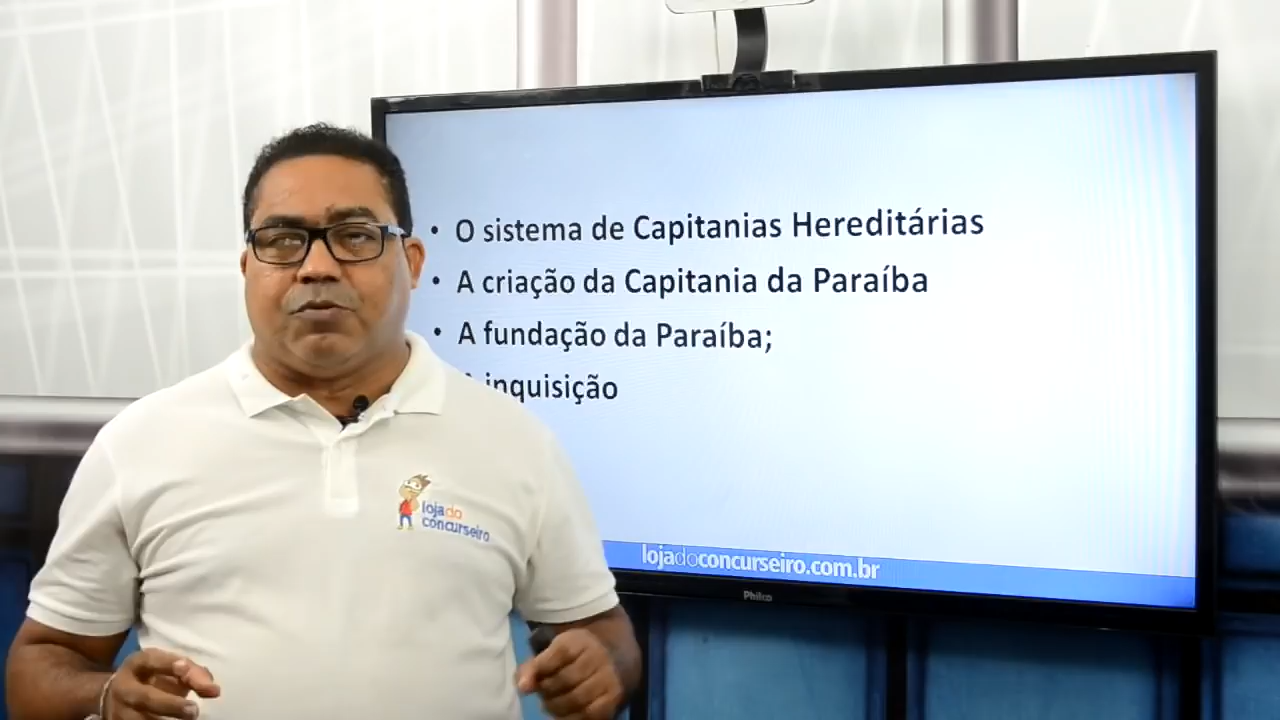 • O sistema de Capitanias Hereditárias
• A criação da Capitania da Paraíba
• A fundação da Paraíba;
inquisição
loja do
concurseiro
lojadoconcurseiro.com.br
Philco